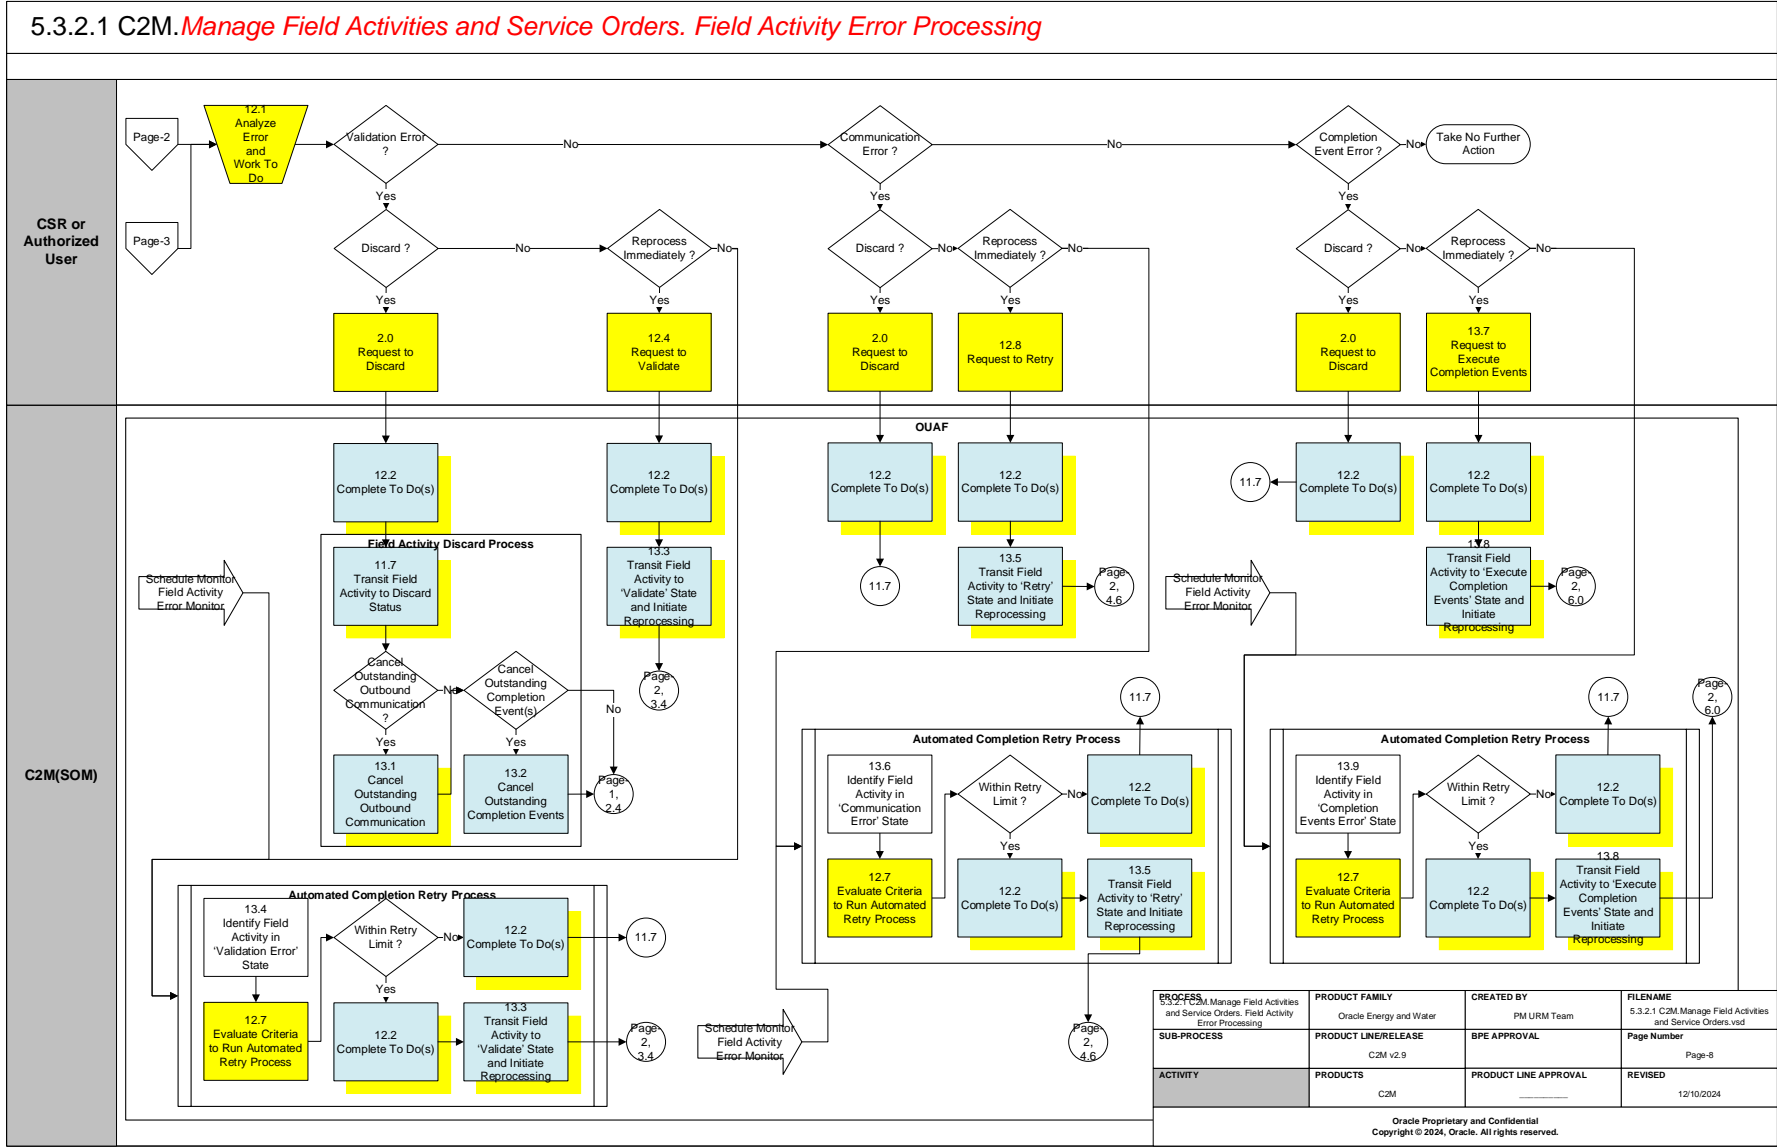 5.3.2.1 C2M.Manage Field Activities and Service Orders. Field Activity Error Processing
CSR or
Authorized
User
Page-2
Page-3
12.1
Analyze
Error
and
Work To
Do
Validation Error
?
No
Communication
Error ?
No
Completion
Event Error ?
No
Take No Further
Action
Yes
Yes
Yes
Discard ?
No
Reprocess
Immediately ?
No
Discard ?
No
Reprocess
Immediately ?
No
Discard ?
No
Reprocess
Immediately ?
No
Yes
Yes
Yes
Yes
Yes
Yes
2.0
Request to
Discard
12.4
Request to
Validate
2.0
Request to
Discard
12.8
Request to Retry
2.0
Request to
Discard
13.7
Request to
Execute
Completion Events
C2M(SOM)
OUAF
12.2
Complete To Do(s)
12.2
Complete To Do(s)
12.2
Complete To Do(s)
12.2
Complete To Do(s)
11.7
12.2
Complete To Do(s)
12.2
Complete To Do(s)
Schedule Monitor
Field Activity
Error Monitor
Field Activity Discard Process
11.7
Transit Field
Activity to Discard
Status
13.3
Transit Field
Activity to
‘Validate’ State
and Initiate
Reprocessing
11.7
13.5
Transit Field
Activity to ‘Retry’
State and Initiate
Reprocessing
Page-
2,
4.6
Schedule Monitor
Field Activity
Error Monitor
13.8
Transit Field
Activity to ‘Execute
Completion
Events’ State and
Initiate
Reprocessing
Page-
2,
6.0
Cancel
Outstanding
Outbound
Communication
?
No
Cancel
Outstanding
Completion
Event(s)
No
Page-
2,
3.4
Yes
Yes
13.1
Cancel
Outstanding
Outbound
Communication
13.2
Cancel
Outstanding
Completion Events
Page-
1,
2.4
11.7
11.7
Page-
2,
6.0
Automated Completion Retry Process
13.6
Identify Field
Activity in
‘Communication
Error’ State
Within Retry
Limit ?
No
12.2
Complete To Do(s)
Yes
12.7
Evaluate Criteria
to Run Automated
Retry Process
12.2
Complete To Do(s)
13.5
Transit Field
Activity to ‘Retry’
State and Initiate
Reprocessing
Automated Completion Retry Process
13.9
Identify Field
Activity in
‘Completion
Events Error’ State
Within Retry
Limit ?
No
12.2
Complete To Do(s)
Yes
12.7
Evaluate Criteria
to Run Automated
Retry Process
12.2
Complete To Do(s)
13.8
Transit Field
Activity to ‘Execute
Completion
Events’ State and
Initiate
Reprocessing
Automated Completion Retry Process
13.4
Identify Field
Activity in
‘Validation Error’
State
Within Retry
Limit ?
No
12.2
Complete To Do(s)
11.7
Yes
12.7
Evaluate Criteria
to Run Automated
Retry Process
12.2
Complete To Do(s)
13.3
Transit Field
Activity to
‘Validate’ State
and Initiate
Reprocessing
Page-
2,
3.4
Schedule Monitor
Field Activity
Error Monitor
Page-
2,
4.6
PROCESS
5.3.2.1 C2M.Manage Field Activities
and Service Orders. Field Activity
Error Processing
PRODUCT FAMILY
Oracle Energy and Water
CREATED BY
PM URM Team
FILENAME
5.3.2.1 C2M.Manage Field Activities
and Service Orders.vsd
SUB-PROCESS
PRODUCT LINE/RELEASE
C2M v2.9
BPE APPROVAL
Page Number
Page-8
ACTIVITY
PRODUCTS
C2M
PRODUCT LINE APPROVAL
__________
REVISED
12/10/2024
Oracle Proprietary and Confidential
Copyright © 2024, Oracle. All rights reserved.